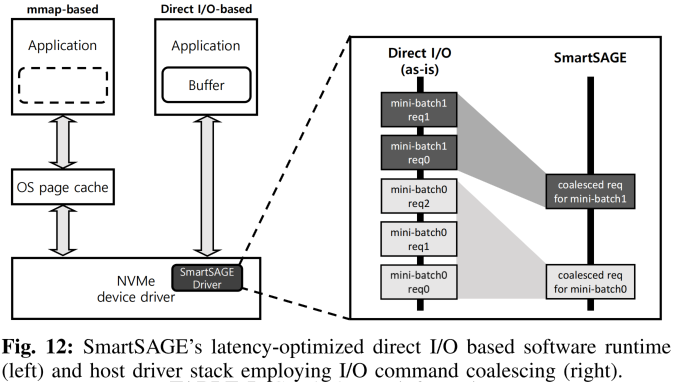 mmap-based
Application
OS page cache
Direct I/O-based
Application
Buffer
NVMe
device driver
SmartSAGE
Driver
Direct I/O
(as-is)
mini-batch1
req1
mini-batch1
req0
mini-batch0
req2
mini-batch0
req1
mini-batch0
req0
SmartSAGE
coalesced req
for mini-batch1
coalesced req
for mini-batch0
Fig. 12: SmartSAGE's latency-optimized direct I/O based software runtime
(left) and host driver stack employing I/O command coalescing (right).